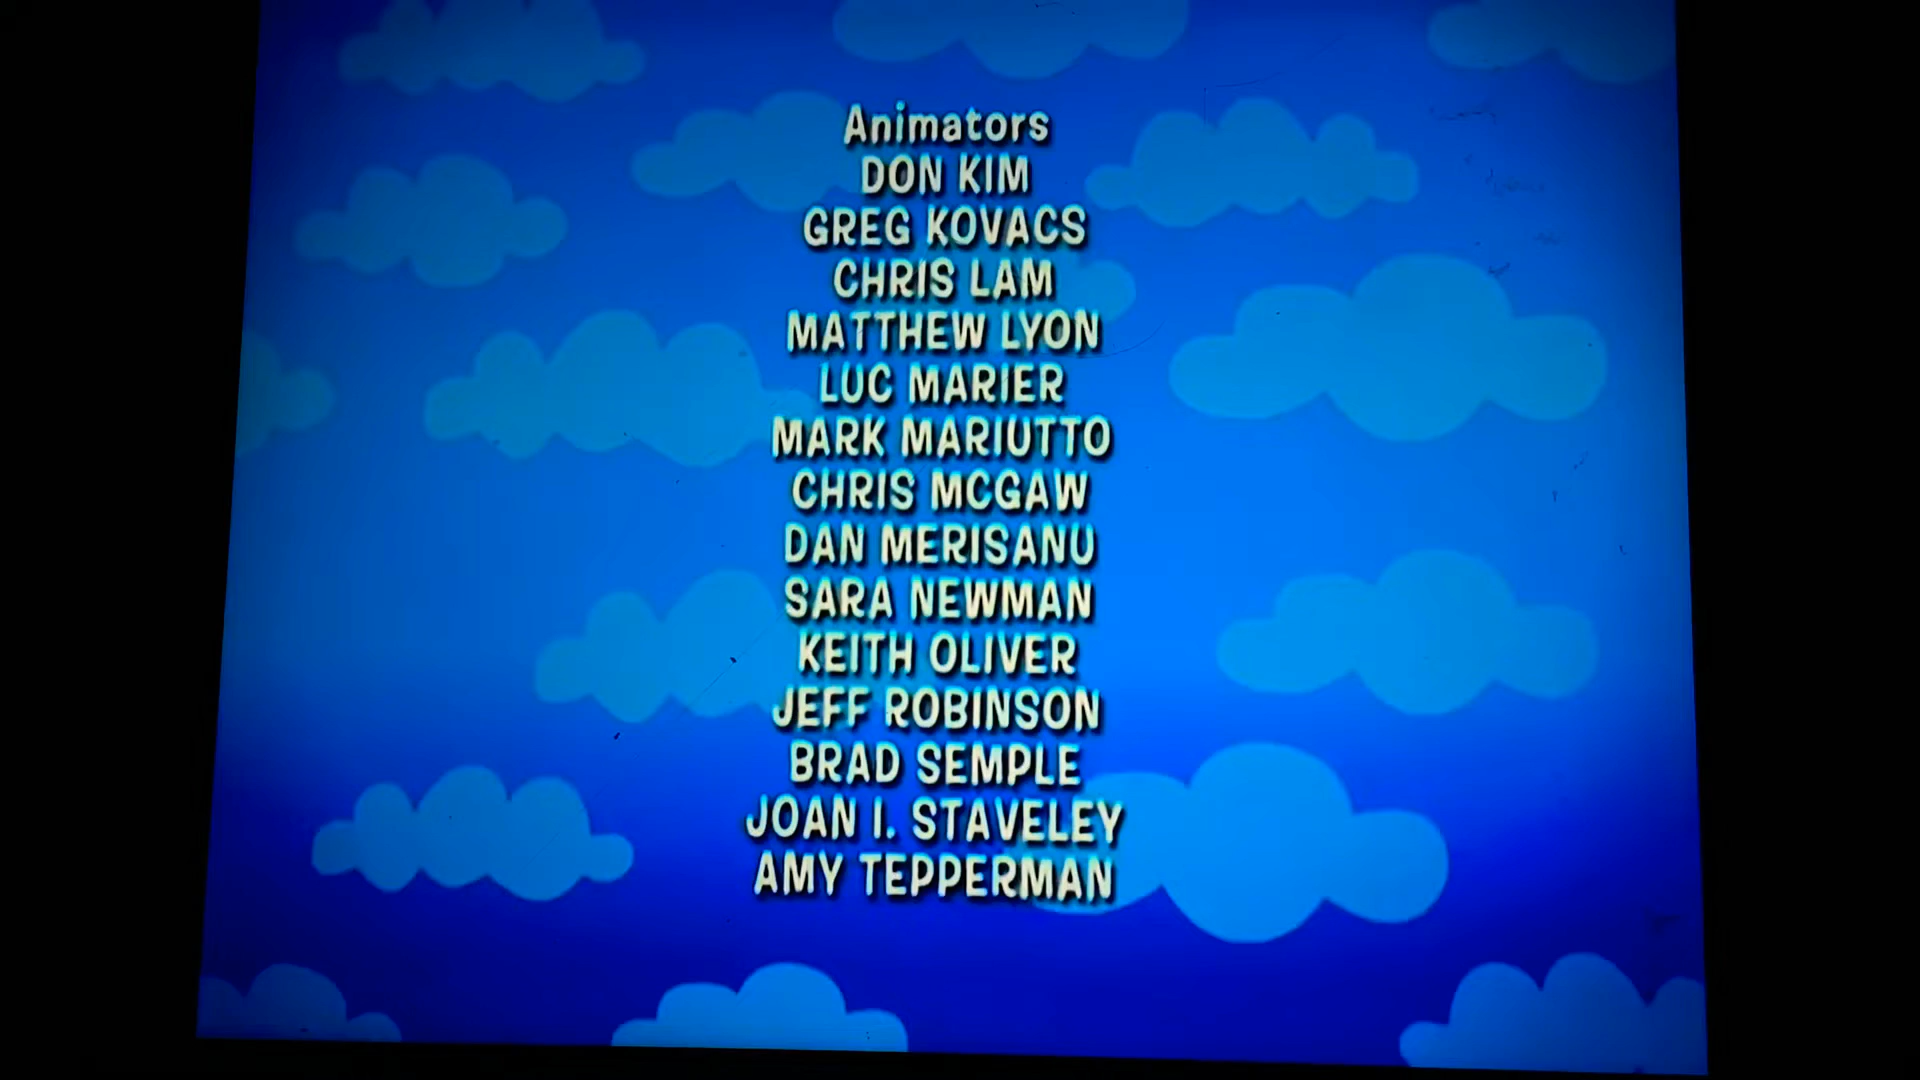 Animators
DON KIM
GREG KOVACS
CHRIS LAM
MATTHEW LYON
LUC MARIER
MARK MARIUTTO
CHRIS MCGAW
DAN MERISANU
SARA NEWMAN
KEITH OLIVER
JEFF ROBINSON
BRAD SEMPLE
JOAN I. STAVELEY
AMY TEPPERMAN